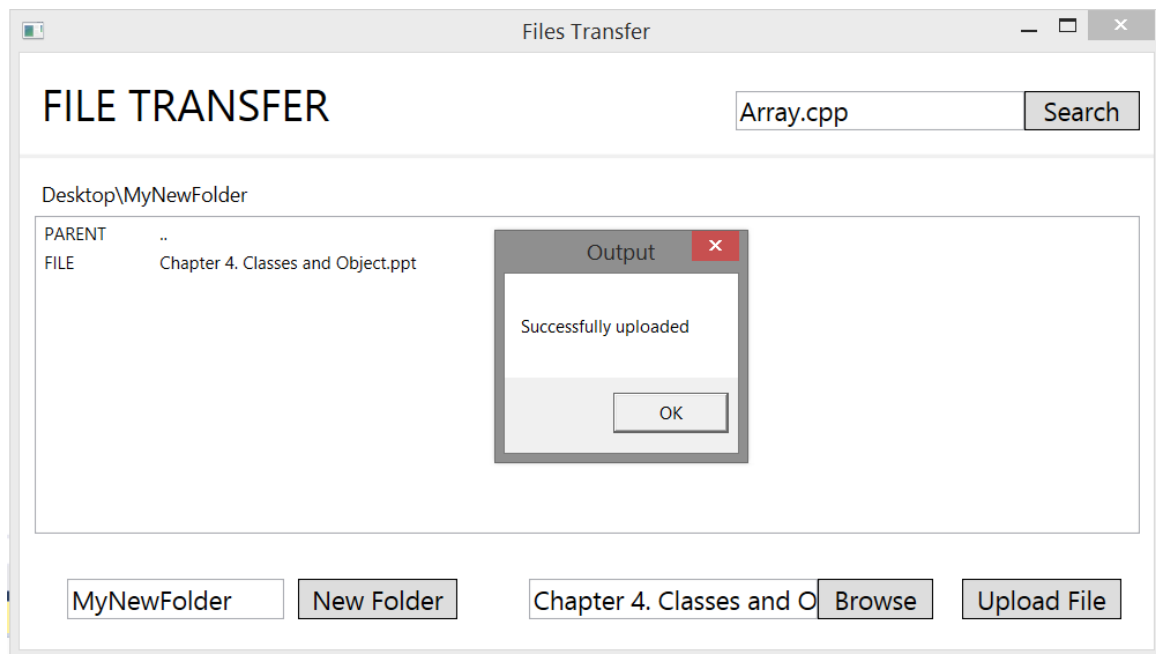 Files Transfer
FILE TRANSFER
Array.cpp Search
Desktop\MyNewFolder
PARENT ..
FILE Chapter 4. Classes and Object.ppt
Output
Successfully uploaded
OK
MyNewFolder New Folder Chapter 4. Classes and O Browse Upload File